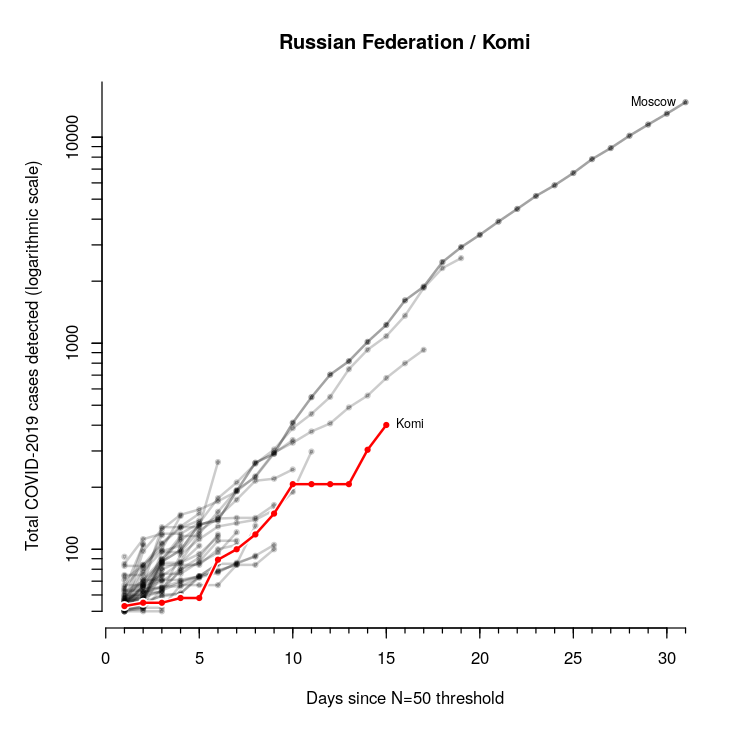 Russian Federation / Komi
Total COVID-2019 cases detected (logarithmic scale)
10000
1000
100
Moscow
Komi
0 5 10 15 20 25 30
Days since N=50 threshold